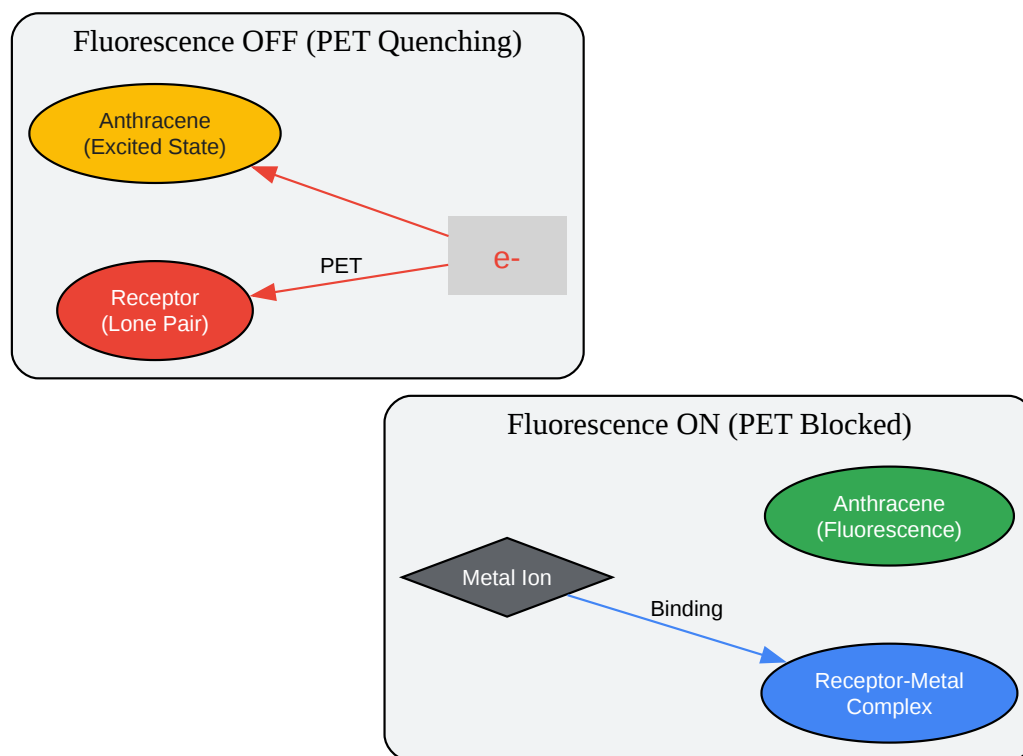 Fluorescence OFF (PET Quenching)
Anthracene
(Excited State)
e-
PET
Receptor
(Lone Pair)
Fluorescence ON (PET Blocked)
Anthracene
(Fluorescence)
Metal Ion
Binding
Receptor-Metal
Complex